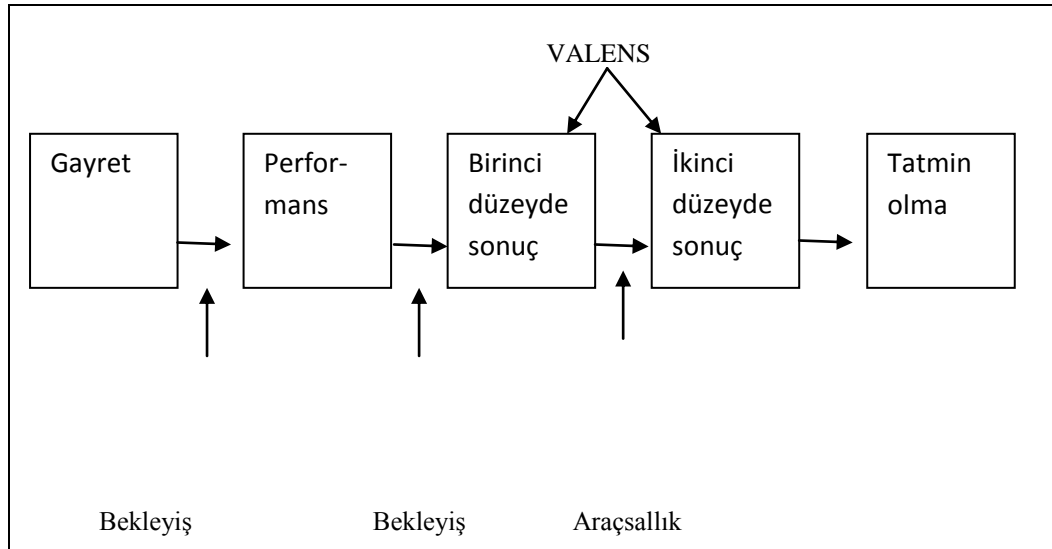 VALENS
Gayret
Perfor-
mans
Birinci
düzeyde
sonuç
İkinci
düzeyde
sonuç
Tatmin
olma
Bekleyiş
Bekleyiş
Araçsallık